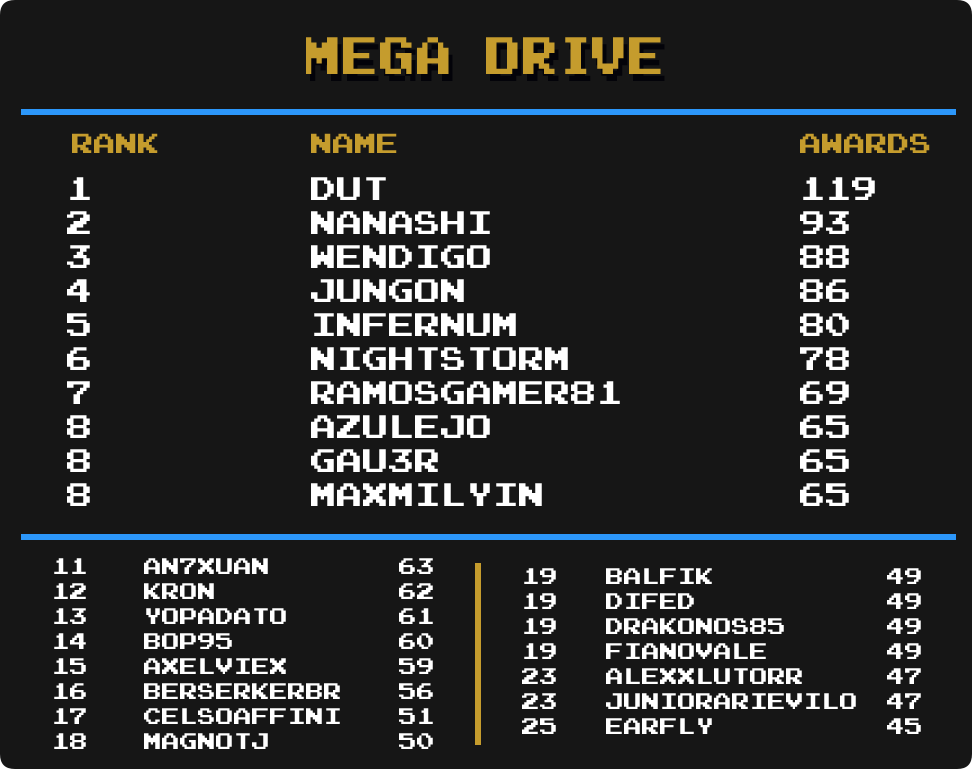 MEGA DRIVE
RANK NAME AWARDS
1 DUT 119
2 NANASHI 93
3 WENDIGO 88
4 JUNGON 86
5 INFERNUM 80
6 NIGHTSTORM 78
7 RAMOSGAMER81 69
8 AZULEJO 65
8 GAU3R 65
8 MAXMILYIN 65
11 AN7XUAN 63
12 KRON 62
13 YOPADATO 61
14 BOP95 60
15 AXELVIEX 59
16 BERSERKERBR 56
17 CELSOAFFINI 51
18 MAGNOTJ 50
19 BALFIK 49
19 DIFED 49
19 DRAKONOS85 49
19 FIANOVALE 49
23 ALEXXLUTORR 47
23 JUNIORARIEVILO 47
25 EARFLY 45